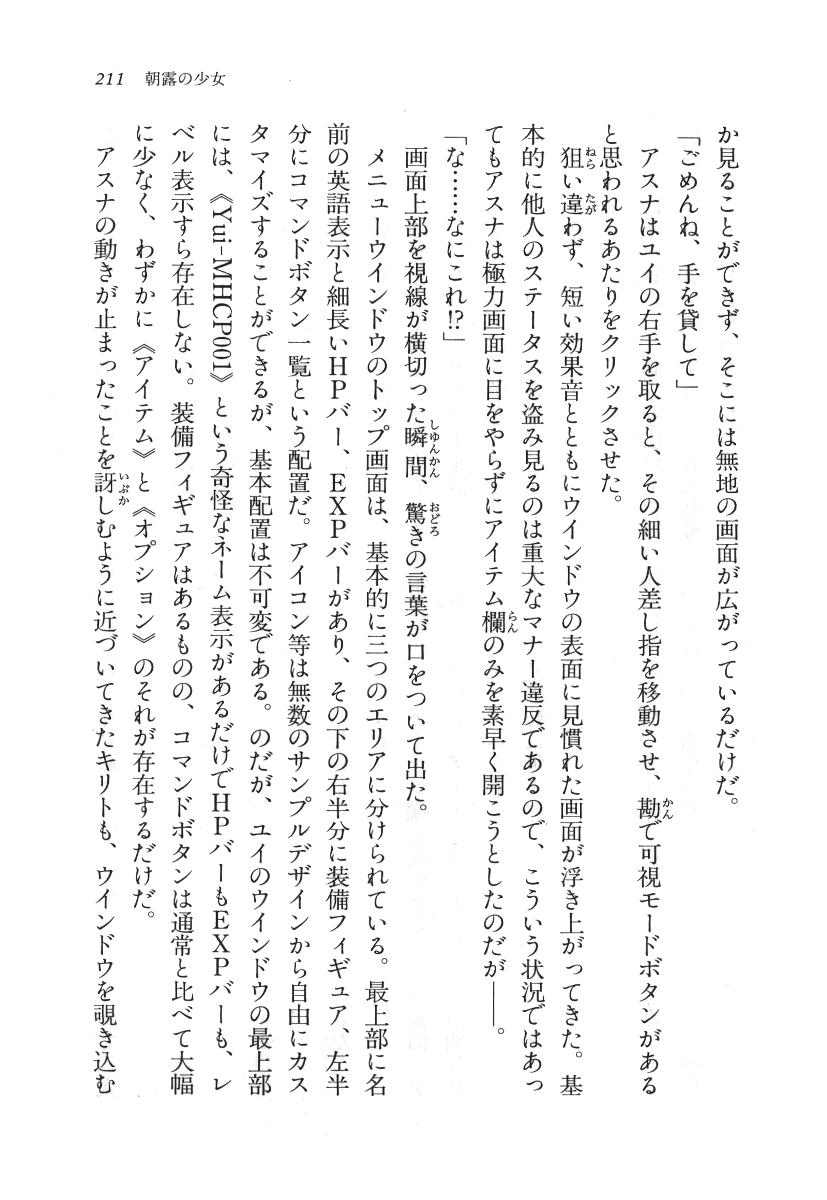 211　朝露の少女
か見ることができず、そこには無地の画面が広がっているだけだ。
「ごめんね、手を貸して」
　アスナはユイの右手を取ると、その細い人差し指を移動させ、勘で可視モードボタンがある
と思われるあたりをクリックさせた。
　狙い違わず、短い効果音とともにウインドウの表面に見慣れた画面が浮き上がってきた。基
本的に他人のステータスを盗み見るのは重大なマナー違反であるので、こういう状況ではあっ
てもアスナは極力画面に目をやらずにアイテム欄のみを素早く開こうとしたのだが――。
「な……なにこれ!?」
　画面上部を視線が横切った瞬間、驚きの言葉が口をついて出た。
　メニューウインドウのトップ画面は、基本的に三つのエリアに分けられている。最上部に名
前の英語表示と細長いＨＰバー、ＥＸＰバーがあり、その下の右半分に装備フィギュア、左半
分にコマンドボタン一覧という配置だ。アイコン等は無数のサンプルデザインから自由にカス
タマイズすることができるが、基本配置は不可変である。のだが、ユイのウインドウの最上部
には、《Yui-MHCP001》という奇怪なネーム表示があるだけでＨＰバーもＥＸＰバーも、レ
ベル表示すら存在しない。装備フィギュアはあるものの、コマンドボタンは通常と比べて大幅
に少なく、わずかに《アイテム》と《オプション》のそれが存在するだけだ。
　アスナの動きが止まったことを訝しむように近づいてきたキリトも、ウインドウを覗き込む